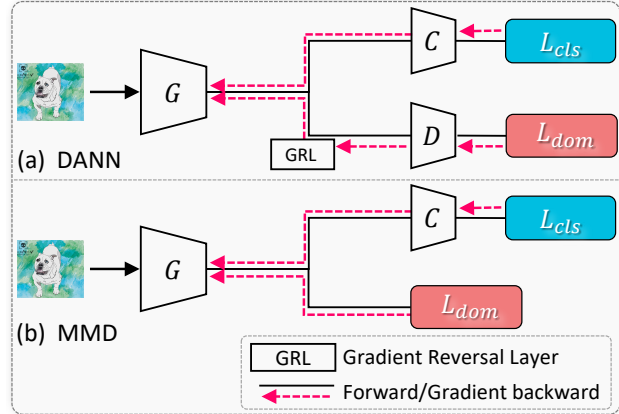 G
C
L_cls
D
L_dom
GRL
(a) DANN
G
C
L_cls
L_dom
(b) MMD
GRL Gradient Reversal Layer
Forward/Gradient backward